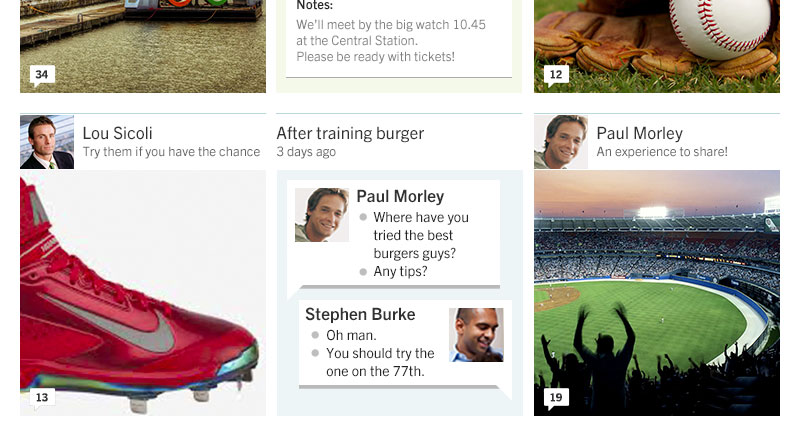 Notes:
We'll meet by the big watch 10.45
at the Central Station.
Please be ready with tickets!
34
12
Lou Sicoli
Try them if you have the chance
After training burger
3 days ago
Paul Morley
An experience to share!
Paul Morley
Where have you
tried the best
burgers guys?
Any tips?
Stephen Burke
Oh man.
You should try the
one on the 77th.
13
19